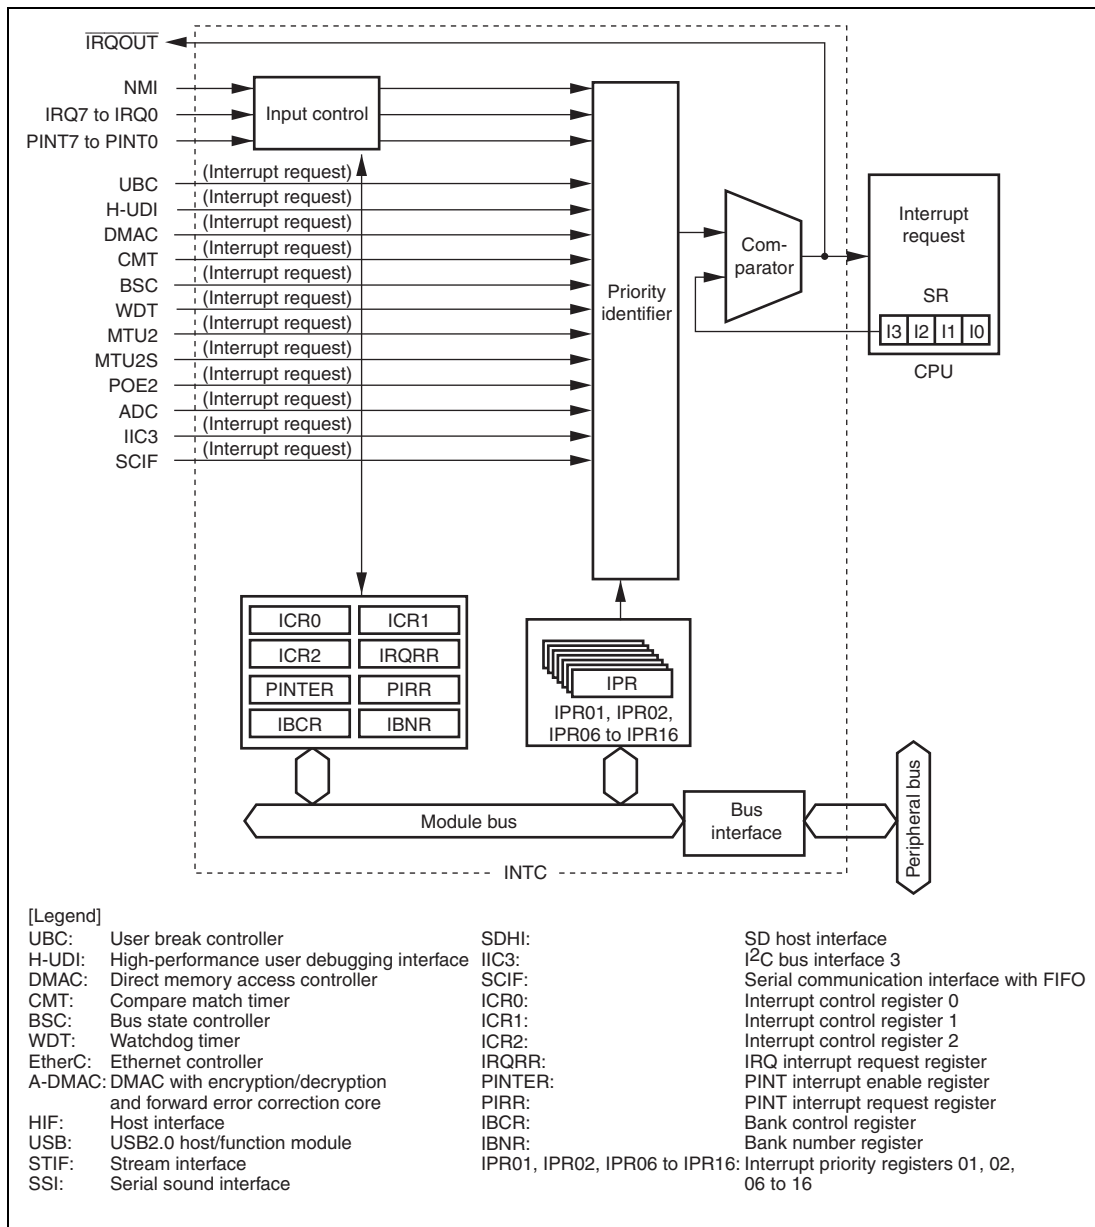 IRQOUT
NMI
IRQ7 to IRQ0
PINT7 to PINT0
Input control
UBC
(Interrupt request)
H-UDI
(Interrupt request)
DMAC
(Interrupt request)
CMT
(Interrupt request)
BSC
(Interrupt request)
WDT
(Interrupt request)
MTU2
(Interrupt request)
MTU2S
(Interrupt request)
POE2
(Interrupt request)
ADC
(Interrupt request)
IIC3
(Interrupt request)
SCIF
(Interrupt request)
Priority
identifier
Com-
parator
Interrupt
request
SR
I3 I2 I1 I0
CPU
ICR0 ICR1
ICR2 IRQRR
PINTER PIRR
IBCR IBNR
IPR
IPR01, IPR02,
IPR06 to IPR16
Module bus
Bus
interface
Peripheral bus
INTC
[Legend]
UBC: User break controller
H-UDI: High-performance user debugging interface
DMAC: Direct memory access controller
CMT: Compare match timer
BSC: Bus state controller
WDT: Watchdog timer
EtherC: Ethernet controller
A-DMAC: DMAC with encryption/decryption
and forward error correction core
HIF: Host interface
USB: USB2.0 host/function module
STIF: Stream interface
SSI: Serial sound interface
SDHI: SD host interface
IIC3: I2C bus interface 3
SCIF: Serial communication interface with FIFO
ICR0: Interrupt control register 0
ICR1: Interrupt control register 1
ICR2: Interrupt control register 2
IRQRR: IRQ interrupt request register
PINTER: PINT interrupt enable register
PIRR: PINT interrupt request register
IBCR: Bank control register
IBNR: Bank number register
IPR01, IPR02, IPR06 to IPR16: Interrupt priority registers 01, 02,
06 to 16